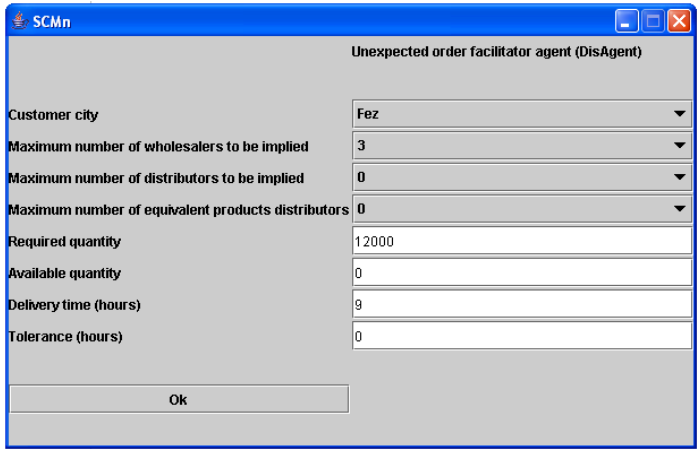 SCMn
Unexpected order facilitator agent (DisAgent)
Customer city Fez
Maximum number of wholesalers to be implied 3
Maximum number of distributors to be implied 0
Maximum number of equivalent products distributors 0
Required quantity 12000
Available quantity 0
Delivery time (hours) 9
Tolerance (hours) 0
Ok